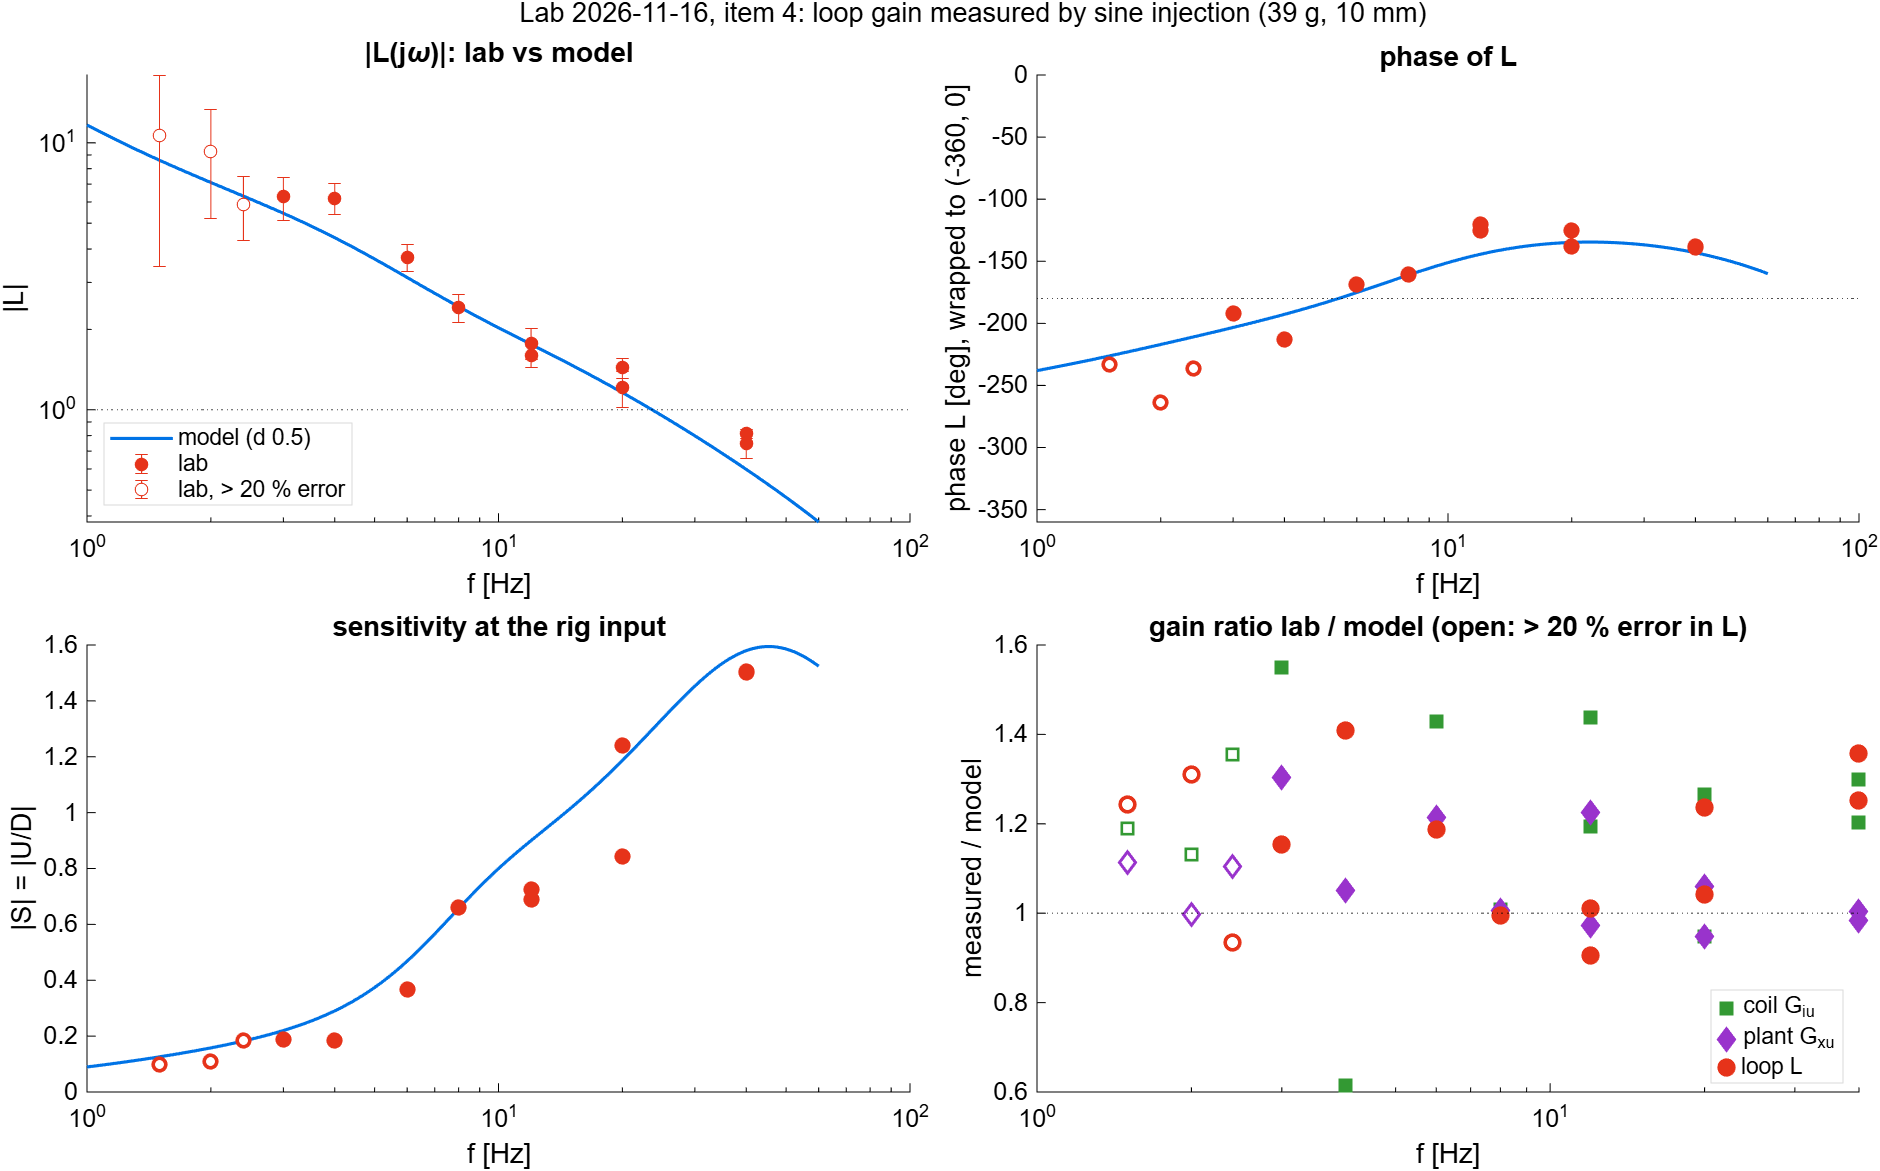 Lab 2026-11-16, item 4: loop gain measured by sine injection (39 g, 10 mm)
|L(jω)|: lab vs model
|L|
10¹
10⁰
model (d 0.5)
lab
lab, > 20 % error
10⁰ 10¹ 10²
f [Hz]
phase of L
phase L [deg], wrapped to (-360, 0]
0
-50
-100
-150
-200
-250
-300
-350
10⁰ 10¹ 10²
f [Hz]
sensitivity at the rig input
|S| = |U/D|
1.6
1.4
1.2
1
0.8
0.6
0.4
0.2
0
10⁰ 10¹ 10²
f [Hz]
gain ratio lab / model (open: > 20 % error in L)
measured / model
1.6
1.4
1.2
1
0.8
0.6
coil Gᵢᵤ
plant Gₓᵤ
loop L
10⁰ 10¹
f [Hz]